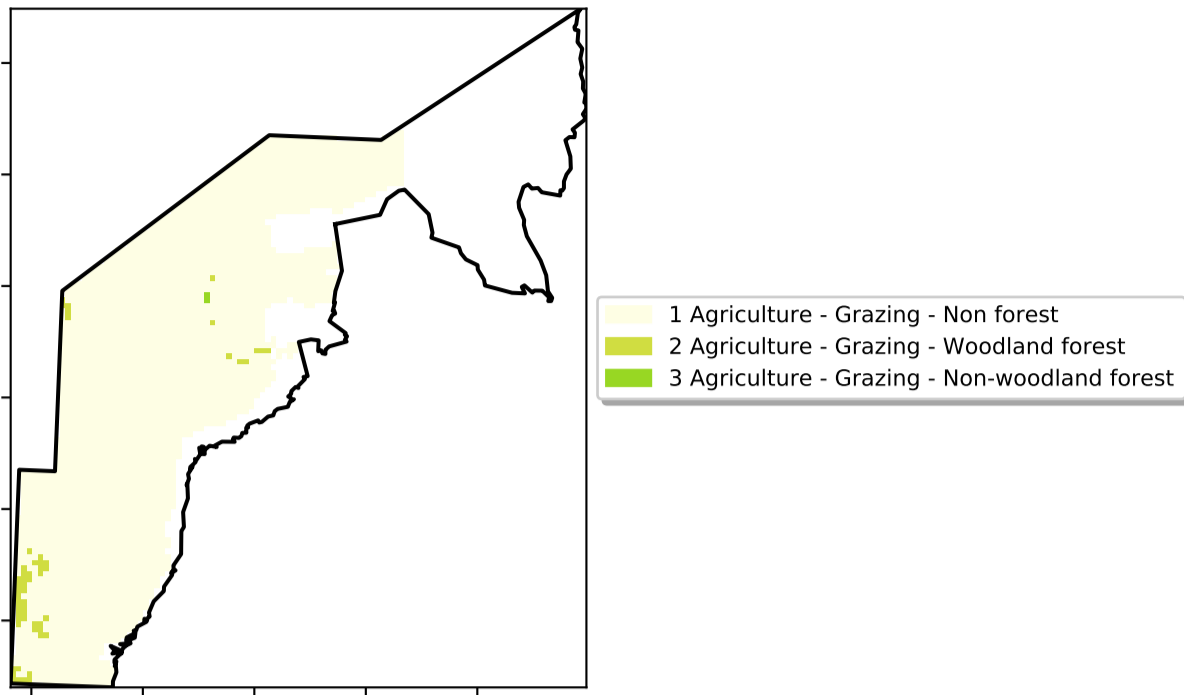 1 Agriculture - Grazing - Non forest
2 Agriculture - Grazing - Woodland forest
3 Agriculture - Grazing - Non-woodland forest